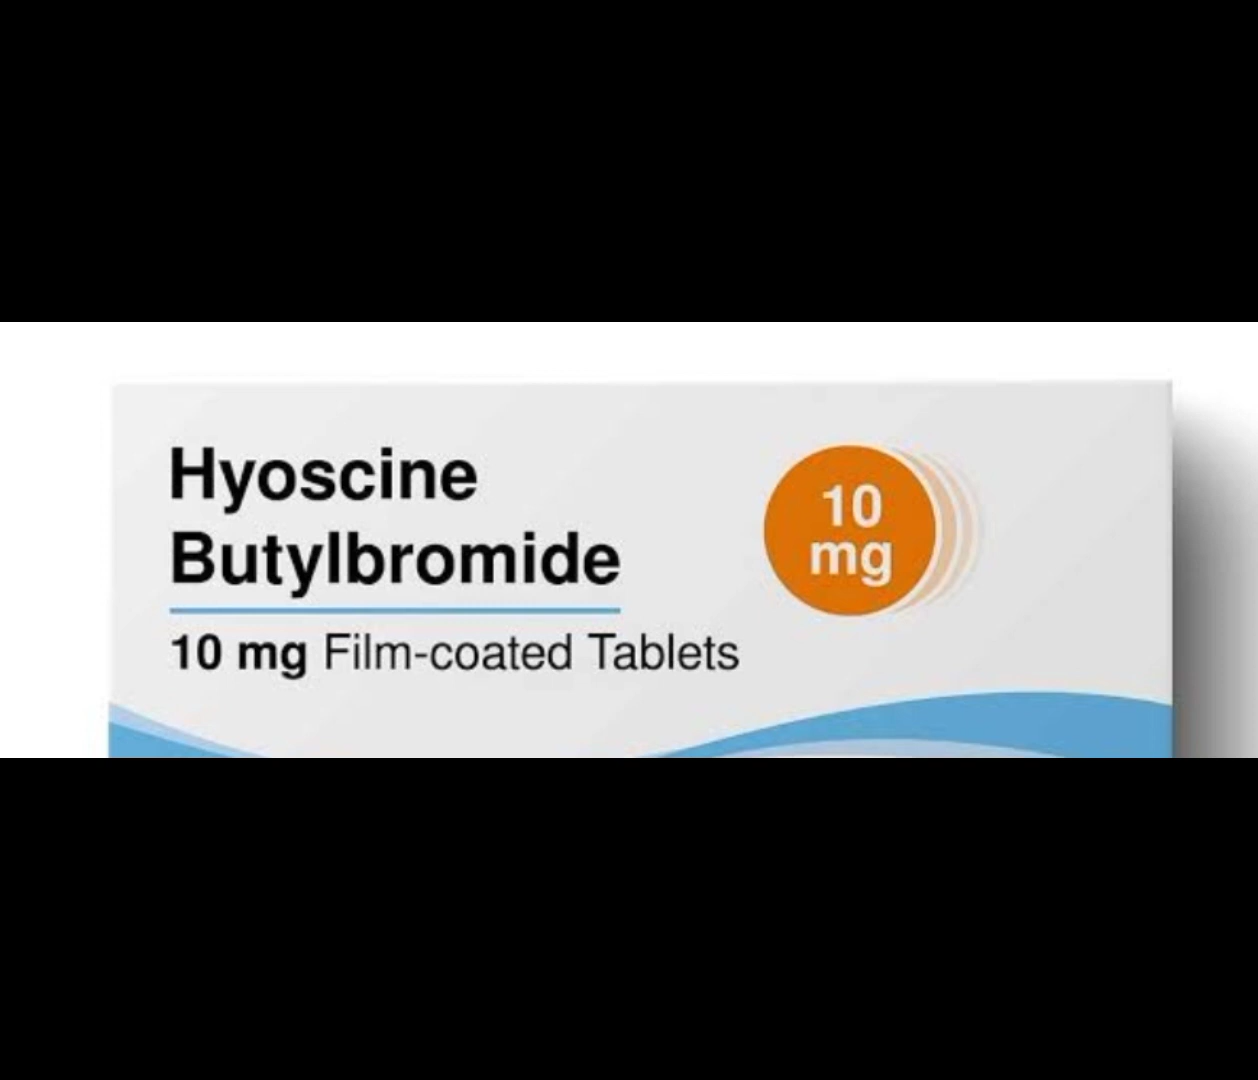 Hyoscine
Butylbromide
10 mg Film-coated Tablets
10
mg